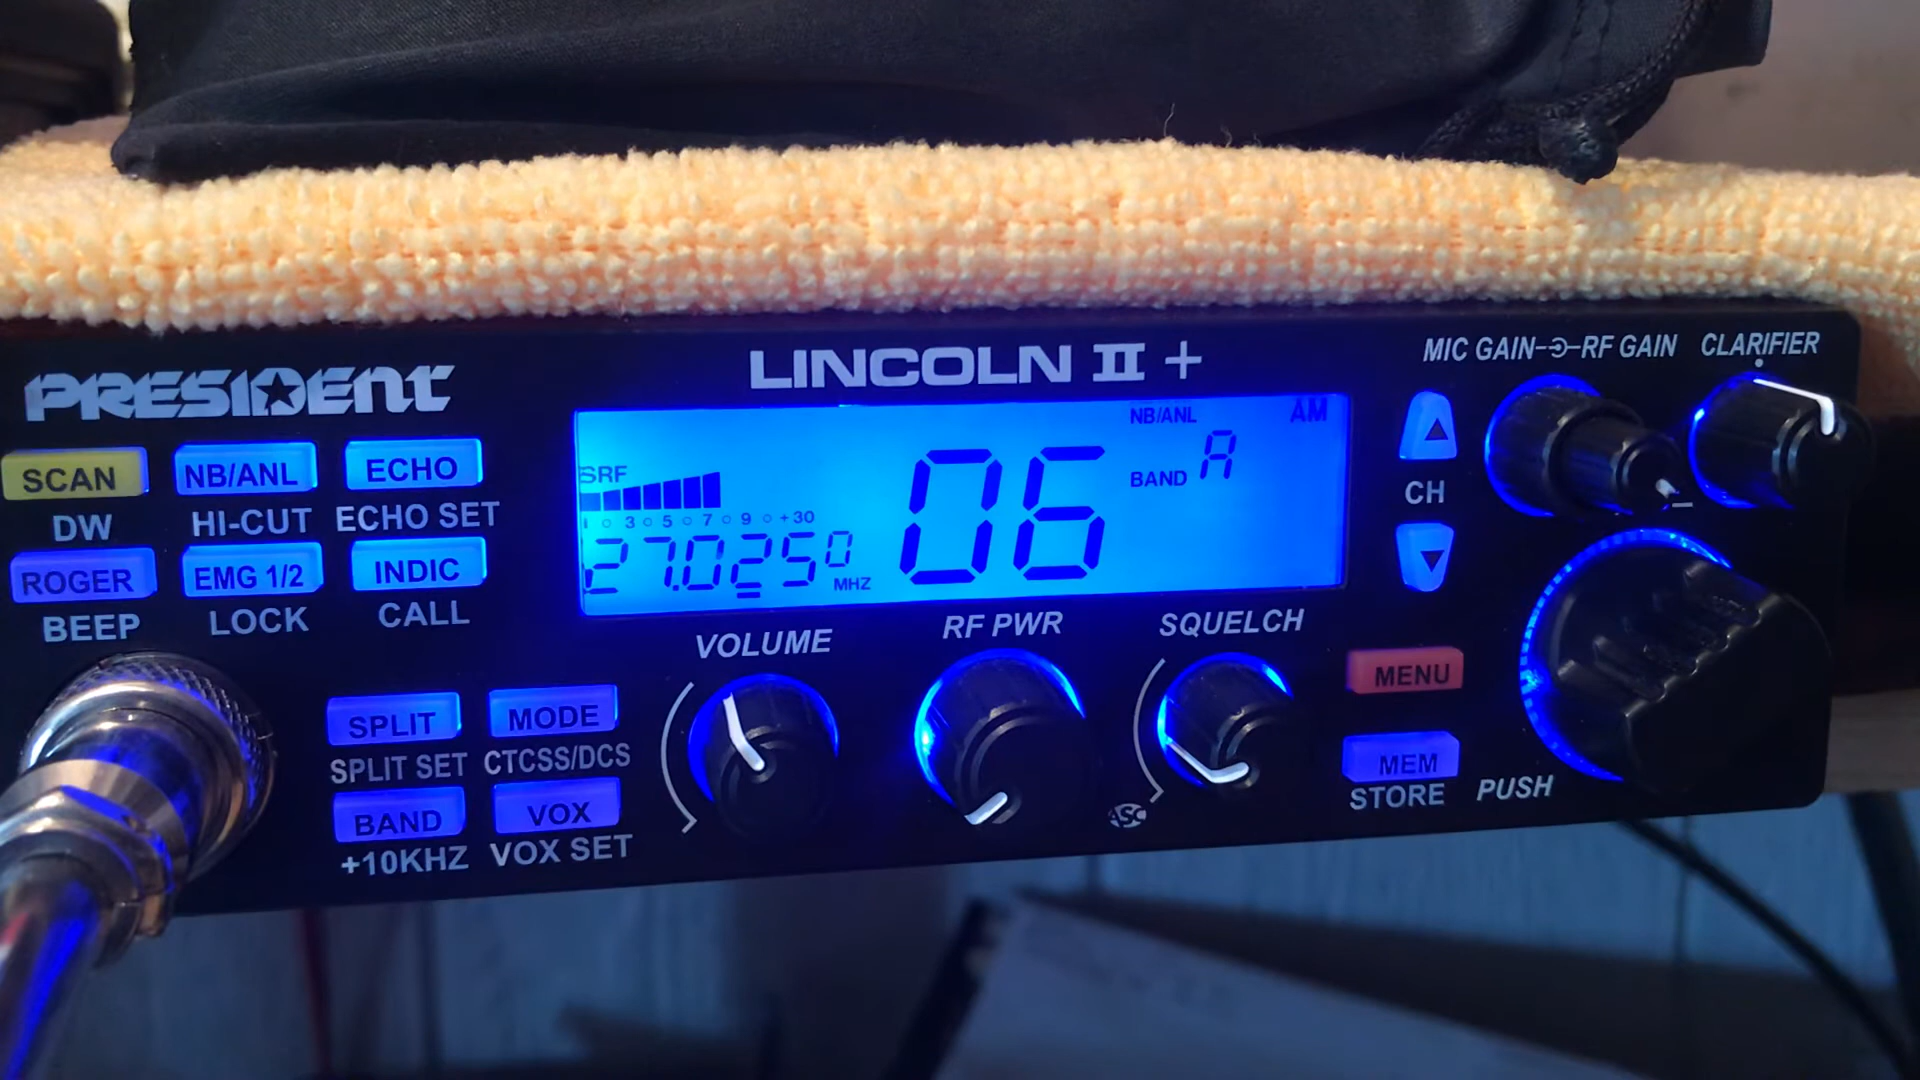 PRESIDENT
LINCOLN II +
MIC GAIN RF GAIN CLARIFIER
SCAN NB/ANL ECHO
DW HI-CUT ECHO SET
ROGER EMG 1/2 INDIC
BEEP LOCK CALL
NB/ANL AM
SRF
BAND A
1 3 5 7 9 +30
27.0250 MHZ
06
CH
VOLUME RF PWR SQUELCH
SPLIT MODE
SPLIT SET CTCSS/DCS
BAND VOX
+10KHZ VOX SET
ASC
MENU
MEM
STORE PUSH